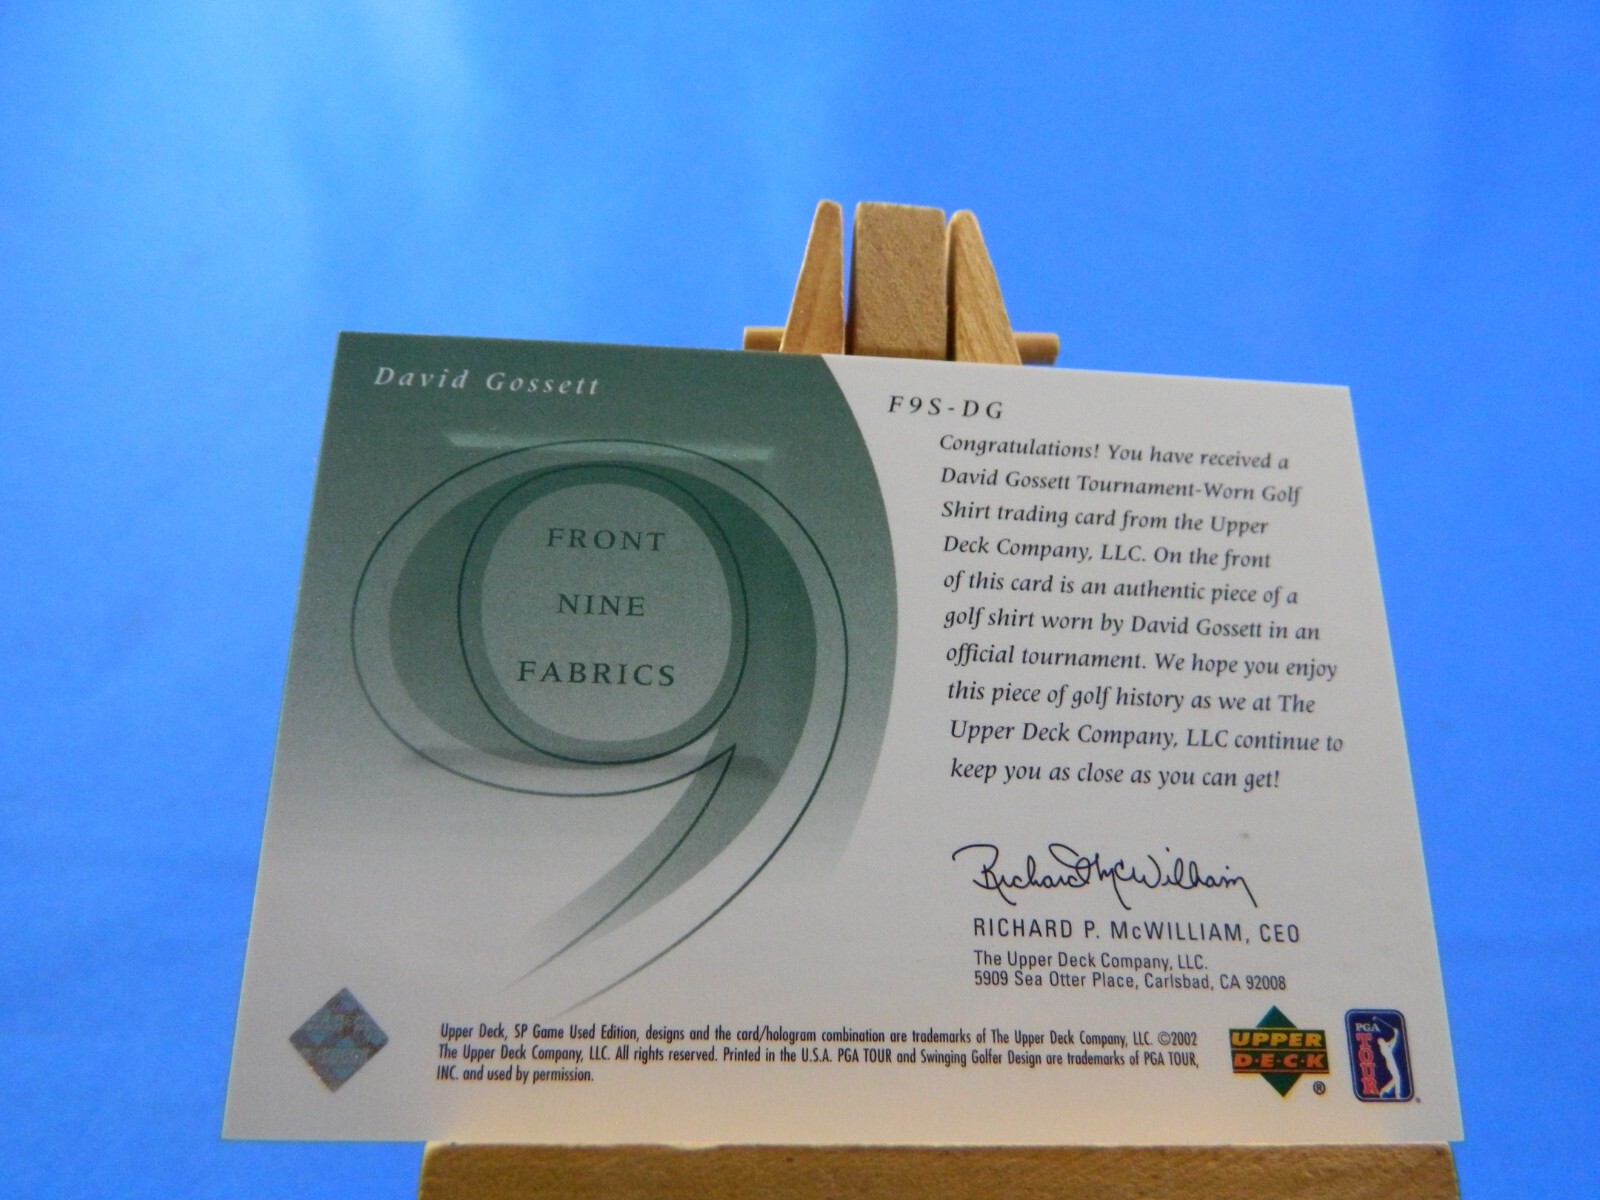 David Gossett
FRONT
NINE
FABRICS
F9S-DG
Congratulations! You have received a
David Gossett Tournament-Worn Golf
Shirt trading card from the Upper
Deck Company, LLC. On the front
of this card is an authentic piece of a
golf shirt worn by David Gossett in an
official tournament. We hope you enjoy
this piece of golf history as we at The
Upper Deck Company, LLC continue to
keep you as close as you can get!
Richard McWilliam
RICHARD P. McWILLIAM, CEO
The Upper Deck Company, LLC.
5909 Sea Otter Place, Carlsbad, CA 92008
Upper Deck, SP Game Used Edition, designs and the card/hologram combination are trademarks of The Upper Deck Company, LLC. ©2002
The Upper Deck Company, LLC. All rights reserved. Printed in the U.S.A. PGA TOUR and Swinging Golfer Design are trademarks of PGA TOUR,
INC. and used by permission.
UPPER
D·E·C·K
®
PGA
TOUR